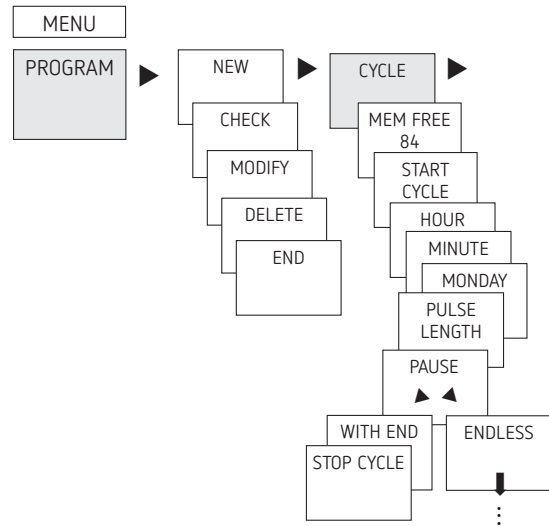 MENU
PROGRAM
NEW
CHECK
MODIFY
DELETE
END
CYCLE
MEM FREE
84
START
CYCLE
HOUR
MINUTE
MONDAY
PULSE
LENGTH
PAUSE
WITH END
STOP CYCLE
ENDLESS